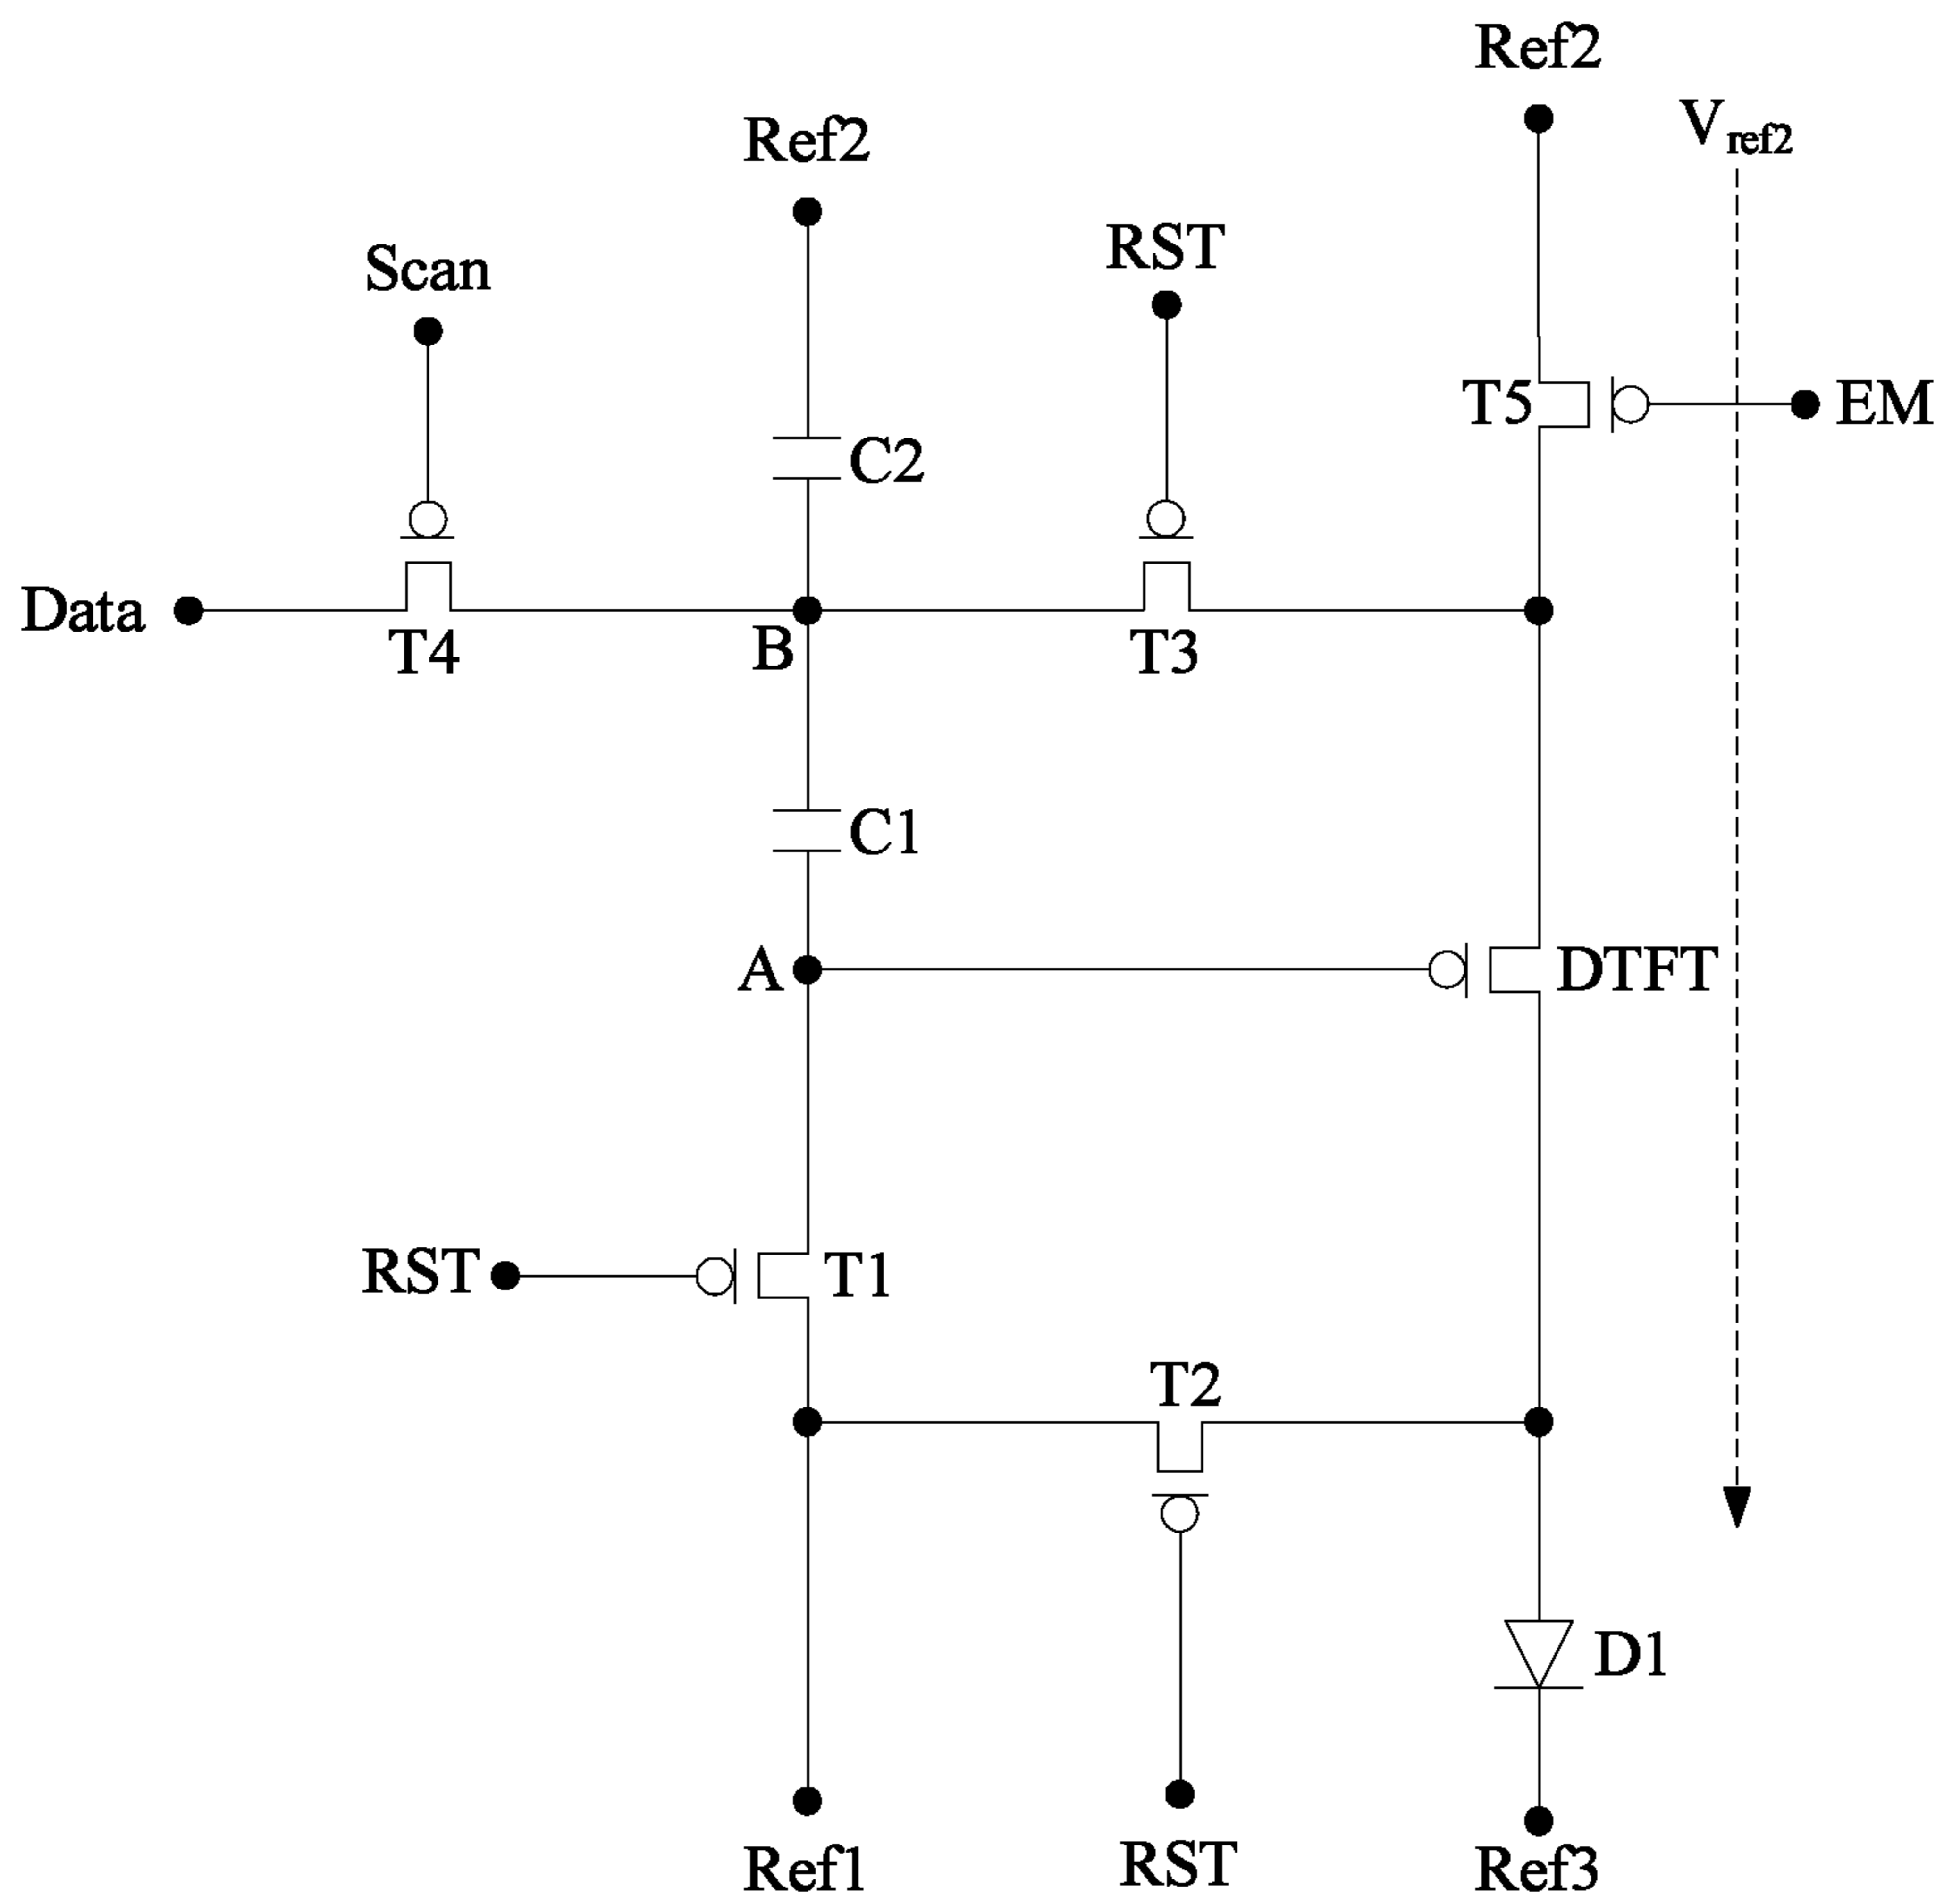 Ref2
V_ref2
Ref2
RST
Scan
T5
EM
C2
Data
T4
B
T3
C1
A
DTFT
RST
T1
T2
D1
Ref1
RST
Ref3